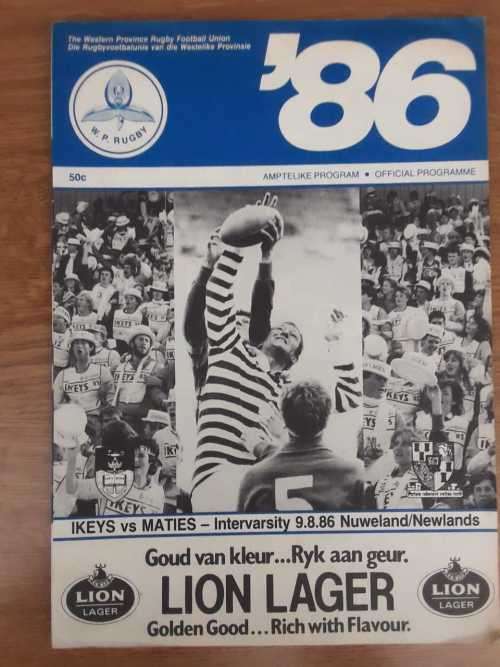 The Western Province Rugby Football Union
Die Rugbyvoetbalunie van die Westelike Provinsie
'86
W.P. RUGBY
50c
AMPTELIKE PROGRAM • OFFICIAL PROGRAMME
IKEYS
IKEYS
IKEYS
5
IKEYS vs MATIES – Intervarsity 9.8.86 Nuweland/Newlands
Goud van kleur...Ryk aan geur.
LION LAGER
Golden Good...Rich with Flavour.
LION
LAGER
LION
LAGER